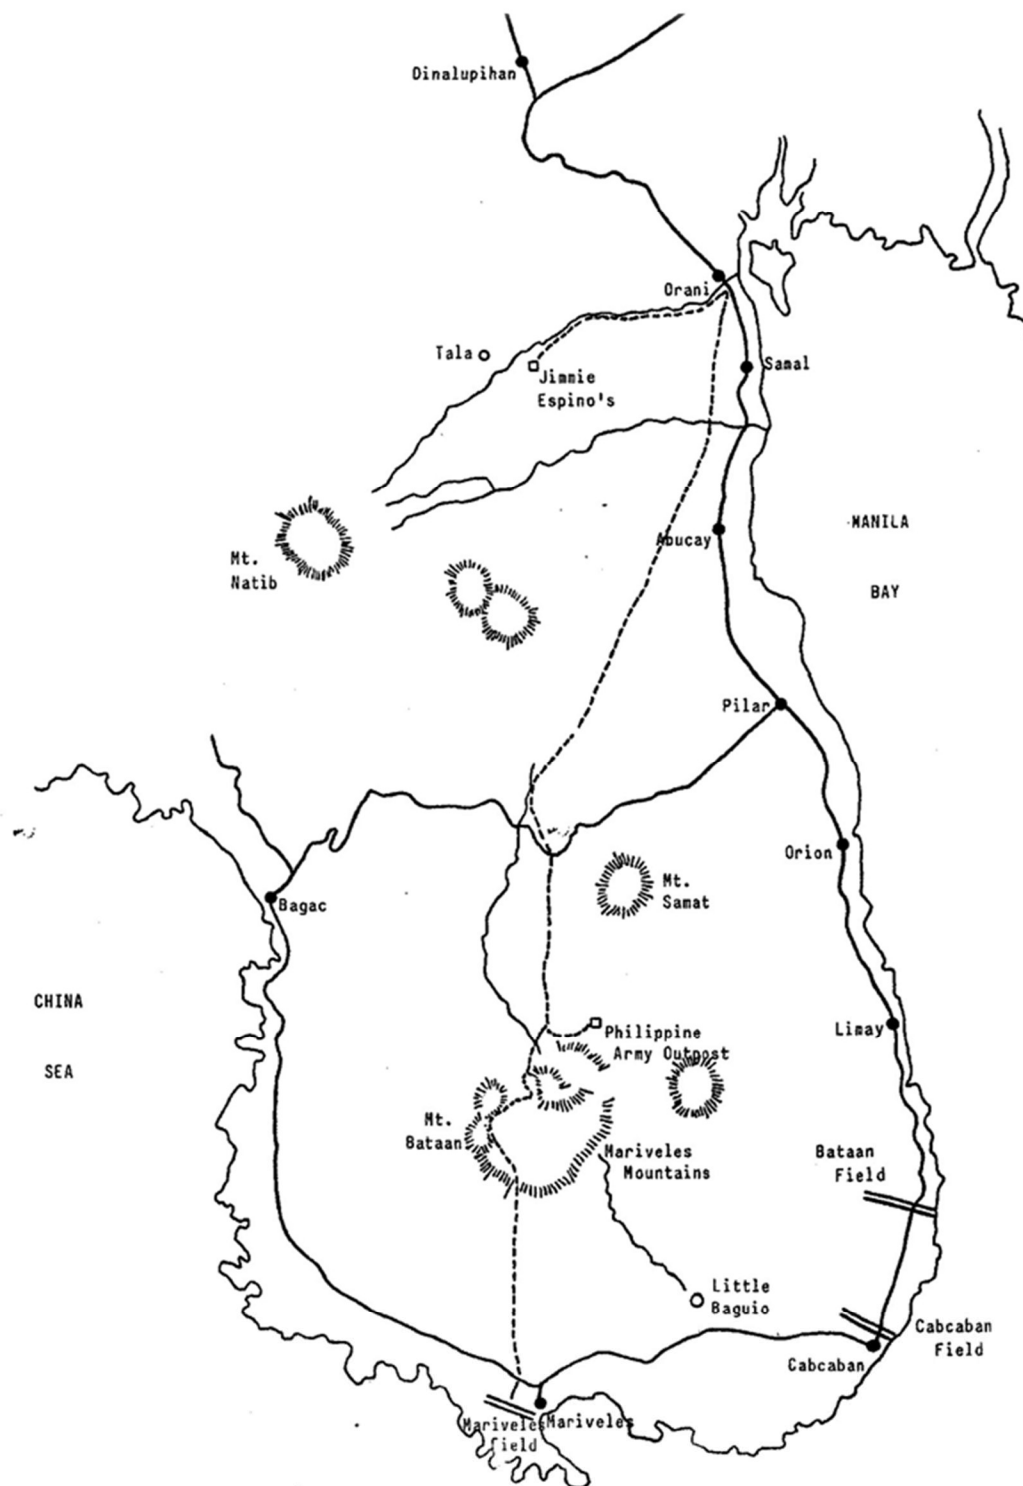 Dinalupihan
Orani
Tala
Samal
Jimmie
Espino's
MANILA
Abucay
Mt.
Natib
BAY
Pilar
Orion
Mt.
Samat
Bagac
CHINA
Limay
Philippine
Army Outpost
SEA
Mt.
Bataan
Mariveles
Mountains
Bataan
Field
Little
Baguio
Cabcaban
Field
Cabcaban
Mariveles
Field
Mariveles